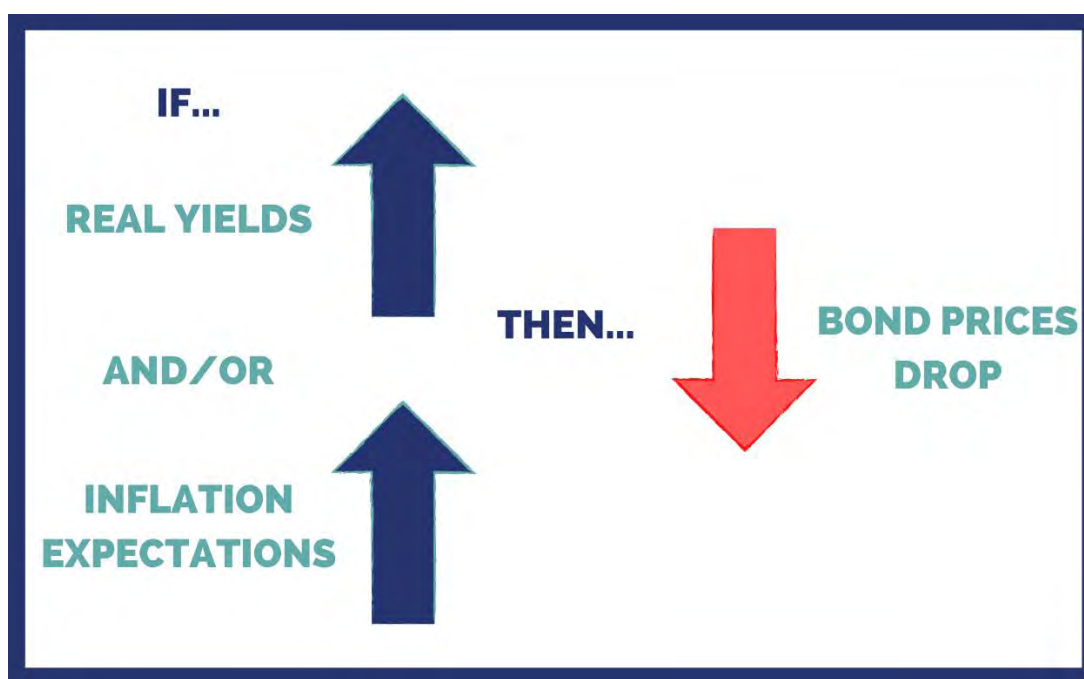 IF...
REAL YIELDS
AND/OR
INFLATION
EXPECTATIONS
THEN...
BOND PRICES
DROP